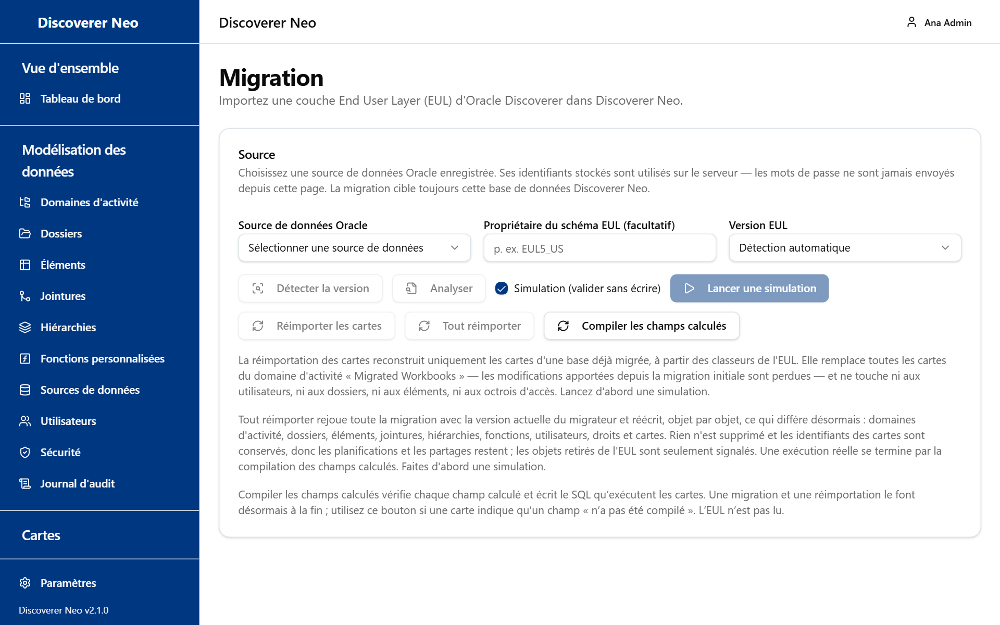 Discoverer Neo
Discoverer Neo
Ana Admin
Vue d'ensemble
Tableau de bord
Modélisation des
données
Domaines d'activité
Dossiers
Éléments
Jointures
Hiérarchies
Fonctions personnalisées
Sources de données
Utilisateurs
Sécurité
Journal d'audit
Cartes
Paramètres
Discoverer Neo v2.1.0
Migration
Importez une couche End User Layer (EUL) d'Oracle Discoverer dans Discoverer Neo.
Source
Choisissez une source de données Oracle enregistrée. Ses identifiants stockés sont utilisés sur le serveur — les mots de passe ne sont jamais envoyés
depuis cette page. La migration cible toujours cette base de données Discoverer Neo.
Source de données Oracle
Propriétaire du schéma EUL (facultatif)
Version EUL
Sélectionner une source de données
p. ex. EUL5_US
Détection automatique
Détecter la version
Analyser
Simulation (valider sans écrire)
Lancer une simulation
Réimporter les cartes
Tout réimporter
Compiler les champs calculés
La réimportation des cartes reconstruit uniquement les cartes d'une base déjà migrée, à partir des classeurs de l'EUL. Elle remplace toutes les cartes
du domaine d'activité « Migrated Workbooks » — les modifications apportées depuis la migration initiale sont perdues — et ne touche ni aux
utilisateurs, ni aux dossiers, ni aux éléments, ni aux octrois d'accès. Lancez d'abord une simulation.
Tout réimporter rejoue toute la migration avec la version actuelle du migrateur et réécrit, objet par objet, ce qui diffère désormais : domaines
d'activité, dossiers, éléments, jointures, hiérarchies, fonctions, utilisateurs, droits et cartes. Rien n'est supprimé et les identifiants des cartes sont
conservés, donc les planifications et les partages restent ; les objets retirés de l'EUL sont seulement signalés. Une exécution réelle se termine par la
compilation des champs calculés. Faites d'abord une simulation.
Compiler les champs calculés vérifie chaque champ calculé et écrit le SQL qu’exécutent les cartes. Une migration et une réimportation le font
désormais à la fin ; utilisez ce bouton si une carte indique qu’un champ « n’a pas été compilé ». L’EUL n’est pas lu.